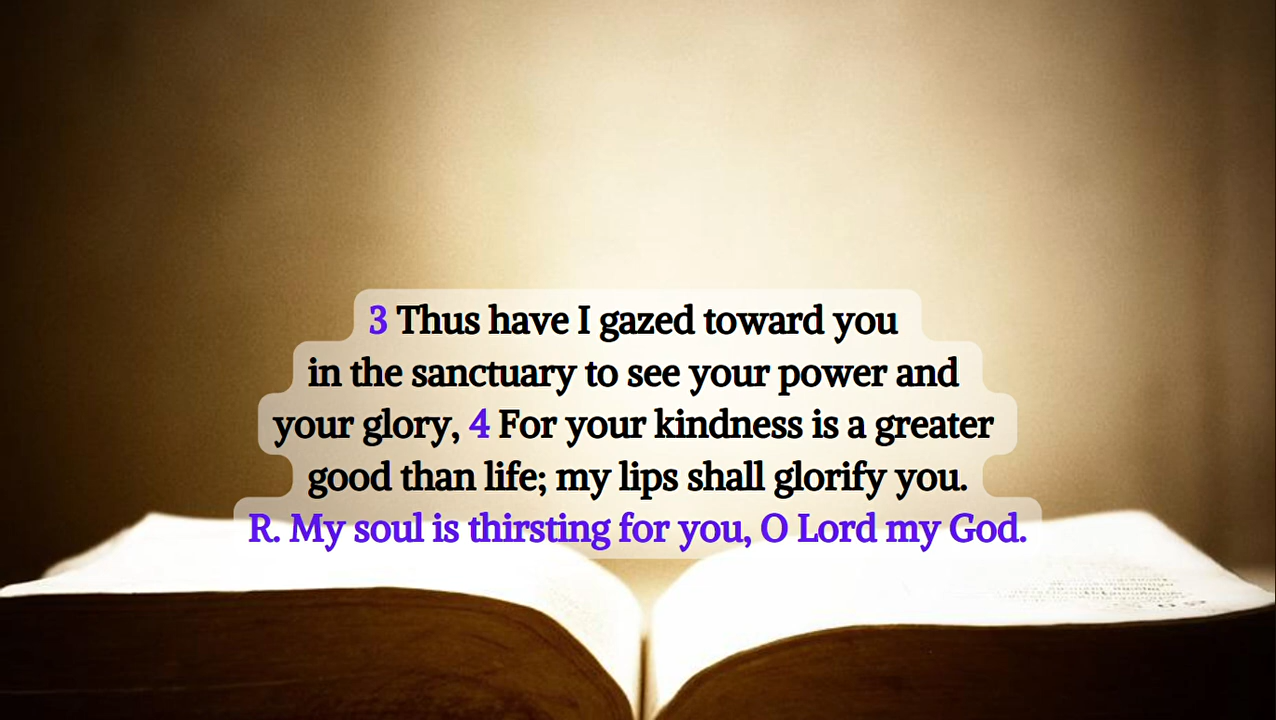 3 Thus have I gazed toward you
in the sanctuary to see your power and
your glory, 4 For your kindness is a greater
good than life; my lips shall glorify you.
R. My soul is thirsting for you, O Lord my God.